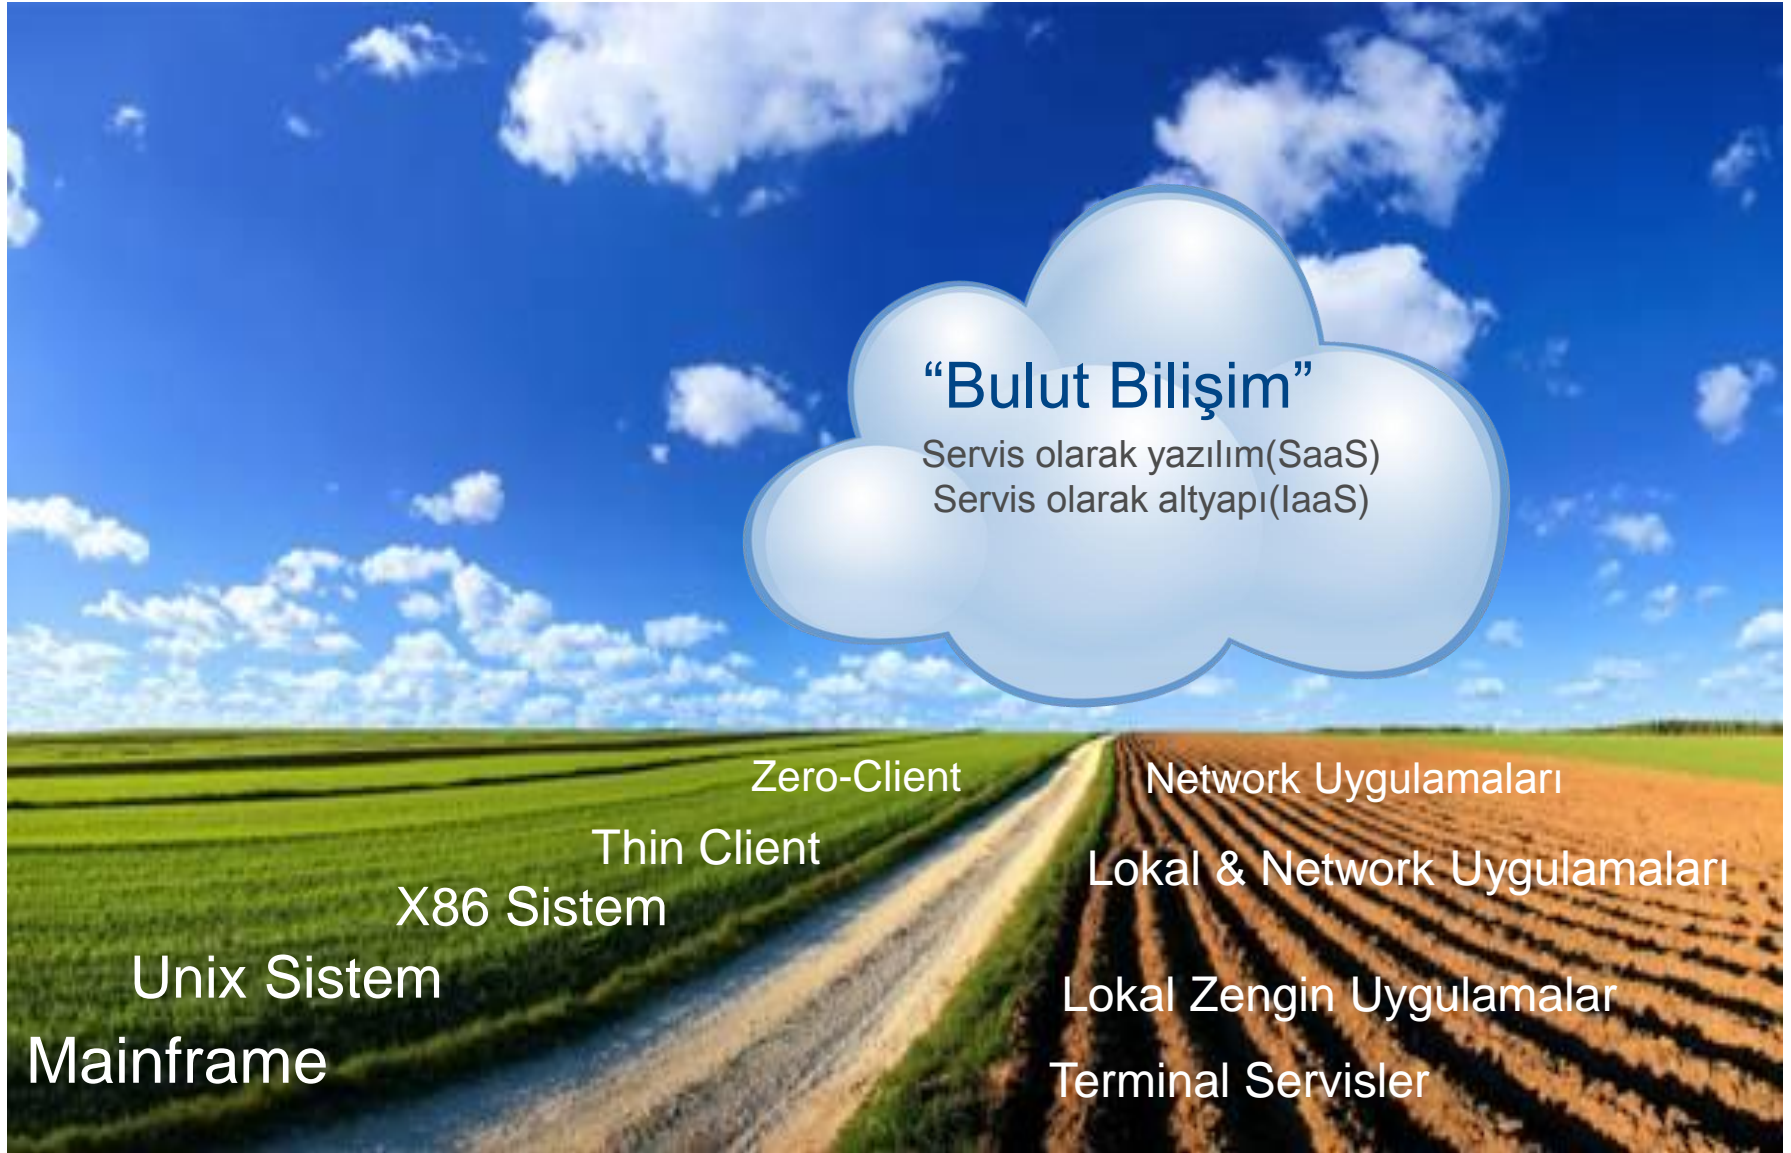 “Bulut Bilişim”
Servis olarak yazılım(SaaS)
Servis olarak altyapı(IaaS)
Zero-Client
Network Uygulamaları
Thin Client
Lokal & Network Uygulamaları
X86 Sistem
Unix Sistem
Lokal Zengin Uygulamalar
Mainframe
Terminal Servisler